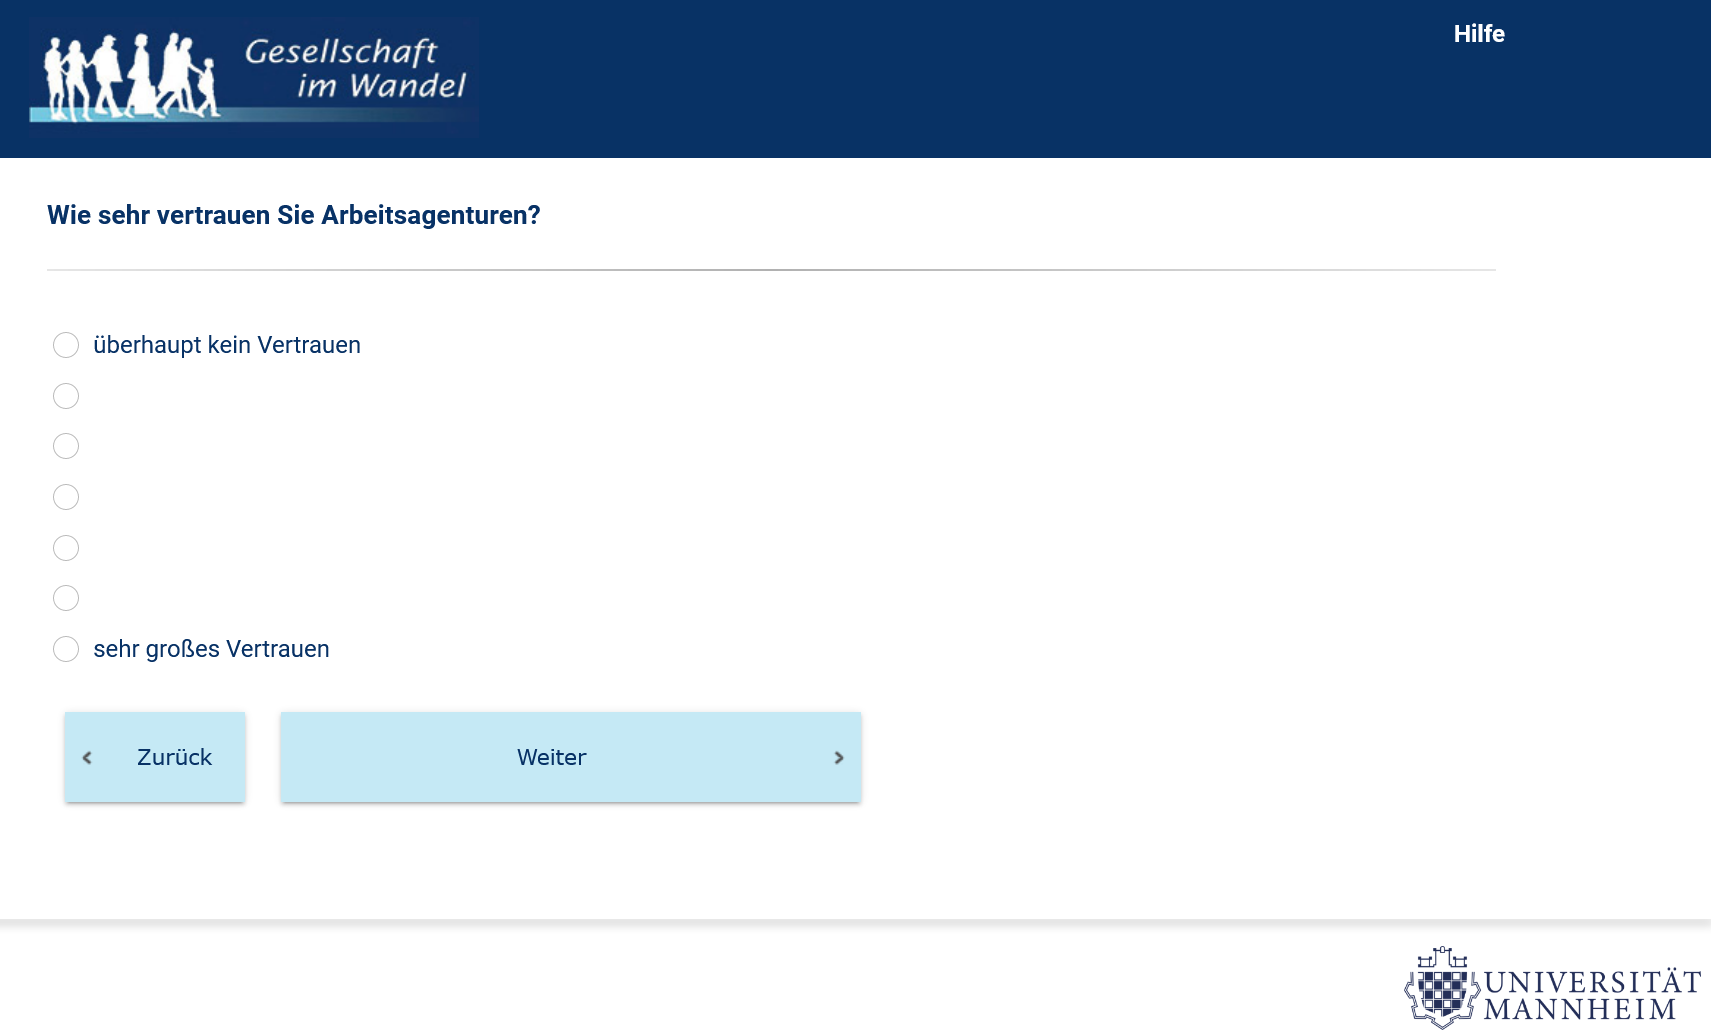 Gesellschaft
im Wandel
Hilfe
Wie sehr vertrauen Sie Arbeitsagenturen?
überhaupt kein Vertrauen
sehr großes Vertrauen
Zurück
Weiter
UNIVERSITÄT
MANNHEIM